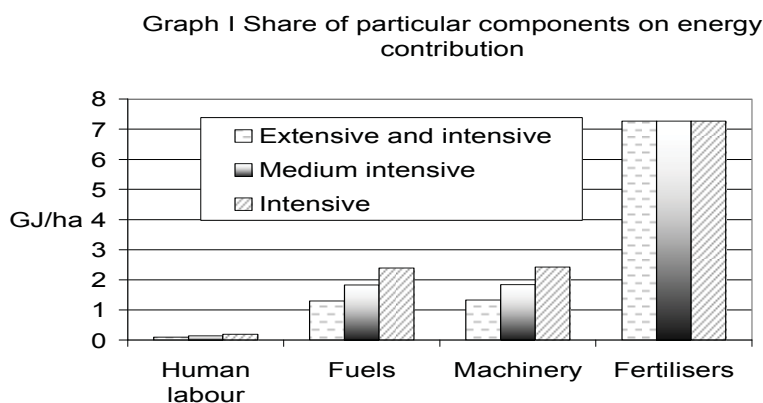 Graph I Share of particular components on energy
contribution
8
7
6
5
GJ/ha 4
3
2
1
0
Extensive and intensive
Medium intensive
Intensive
Human
labour
Fuels
Machinery
Fertilisers